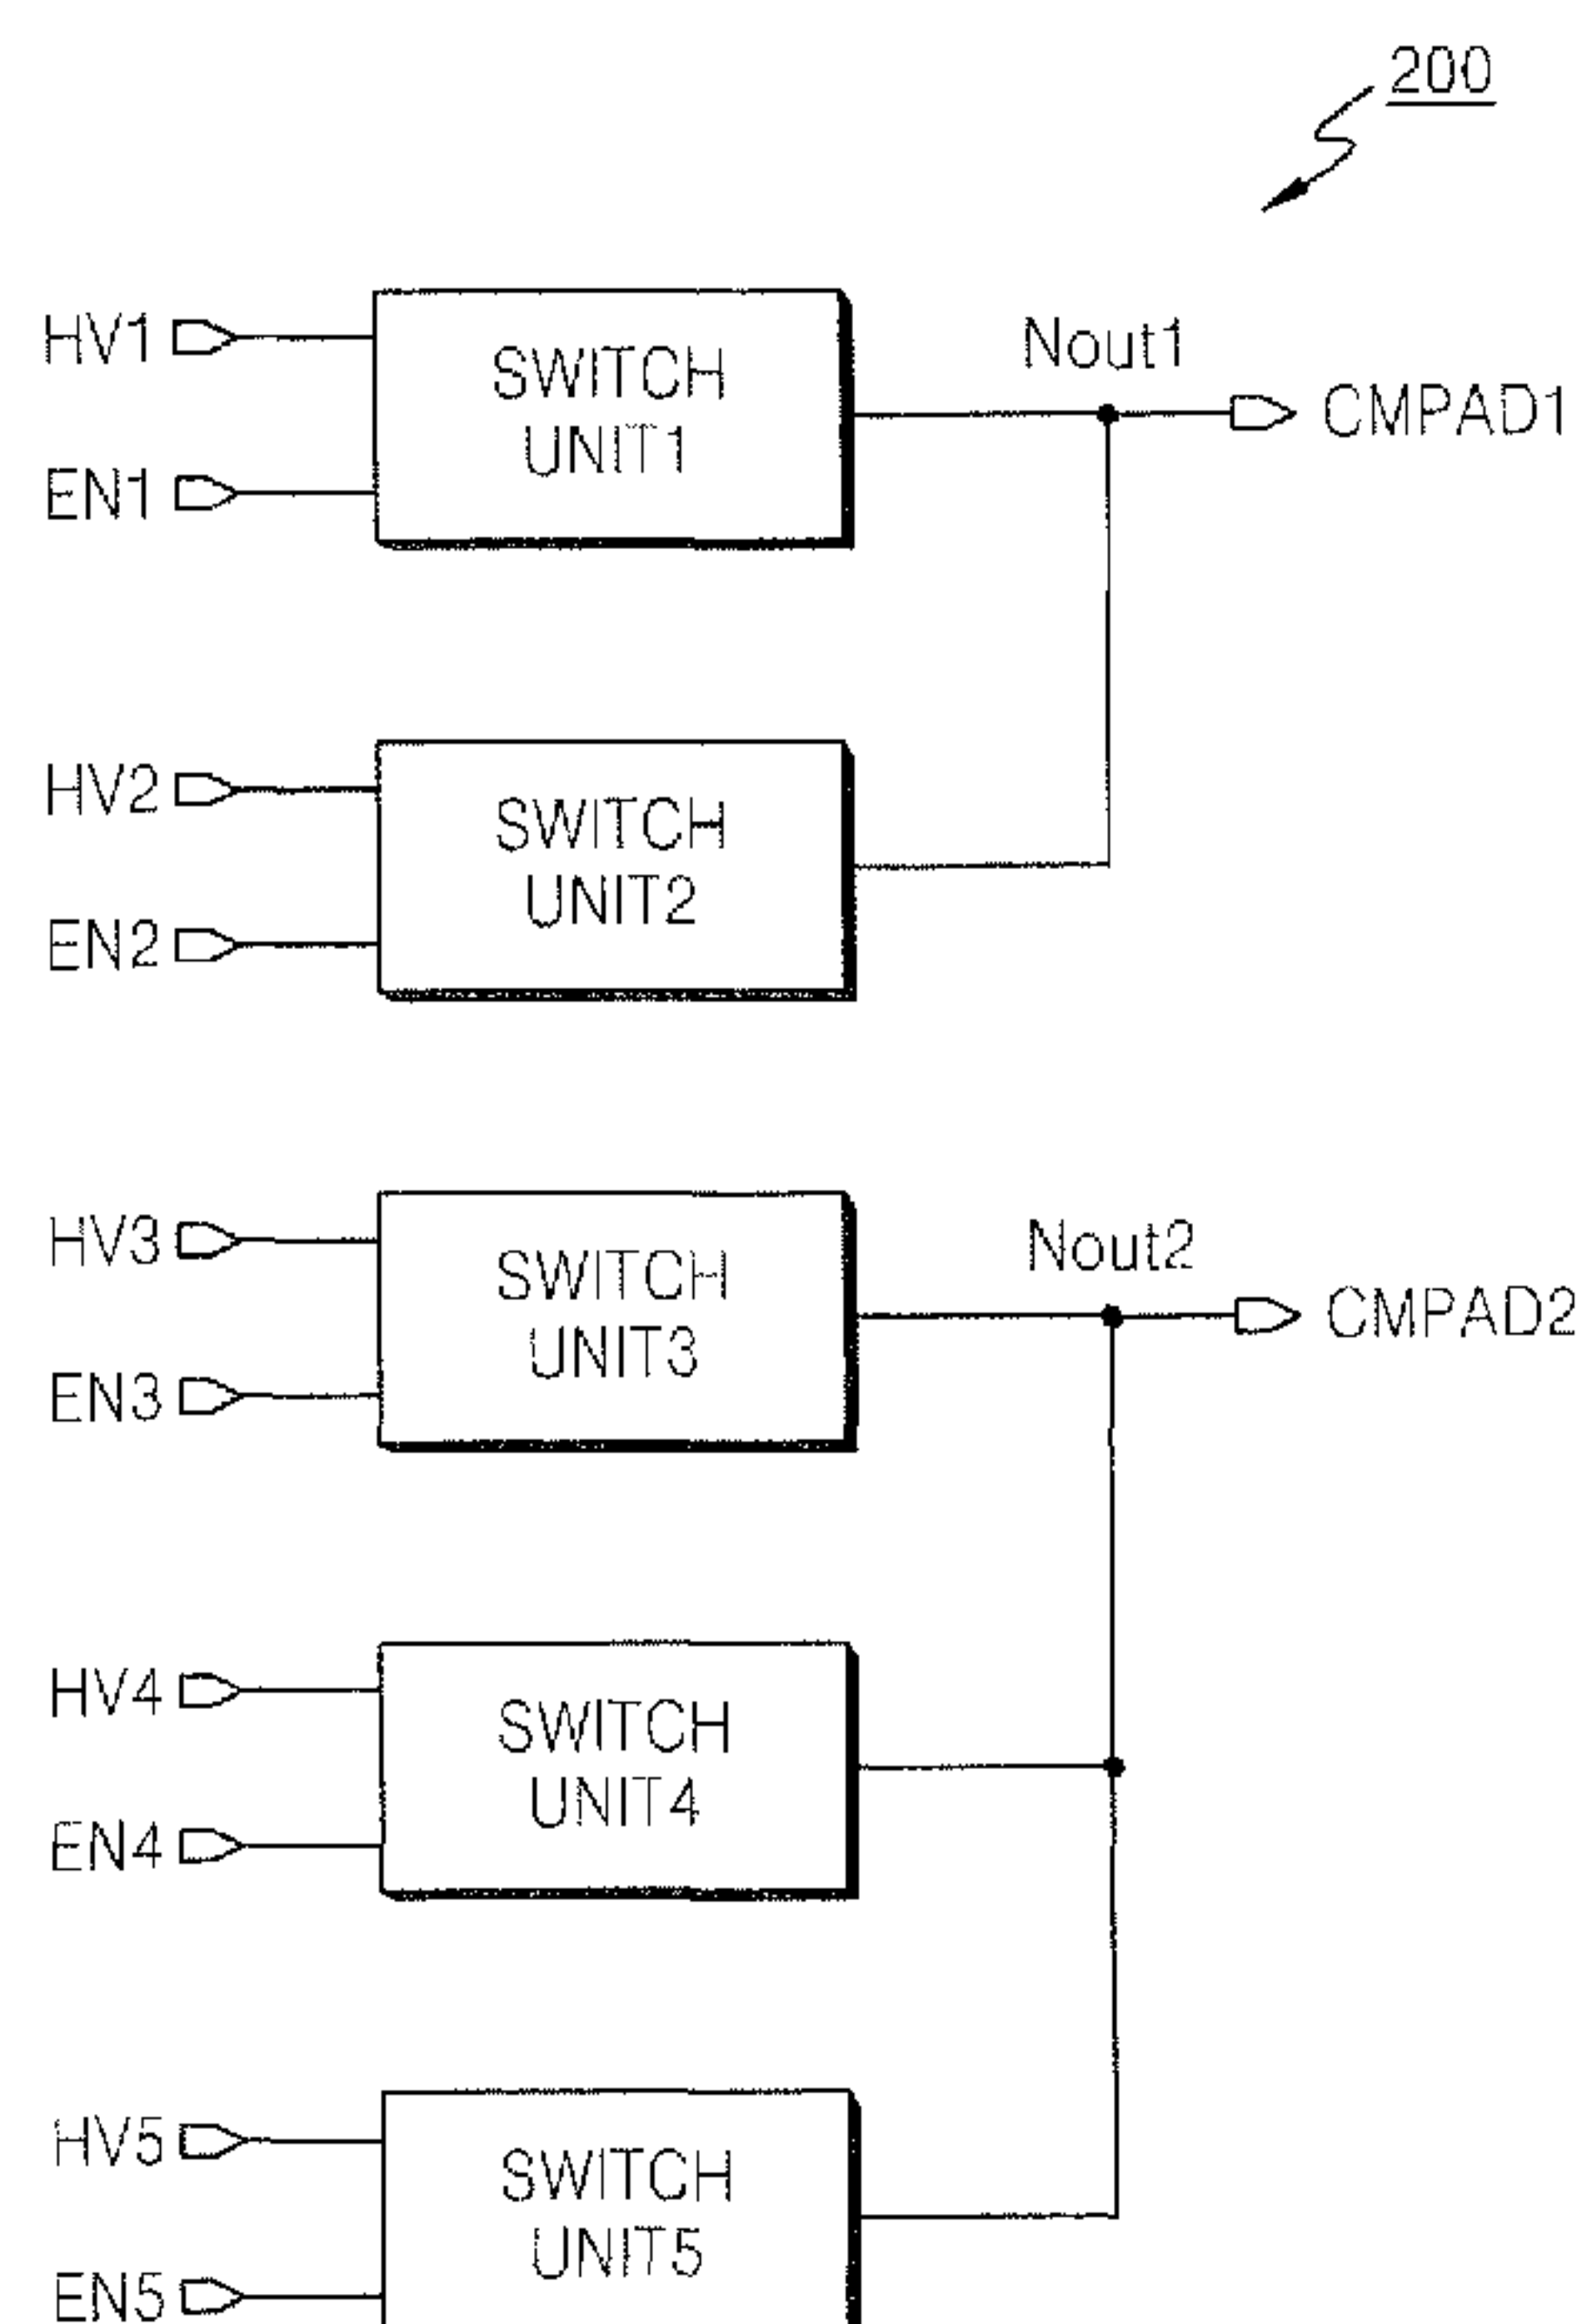 200
HV1
EN1
SWITCH
UNIT1
Nout1
CMPAD1
HV2
EN2
SWITCH
UNIT2
HV3
EN3
SWITCH
UNIT3
Nout2
CMPAD2
HV4
EN4
SWITCH
UNIT4
HV5
EN5
SWITCH
UNIT5